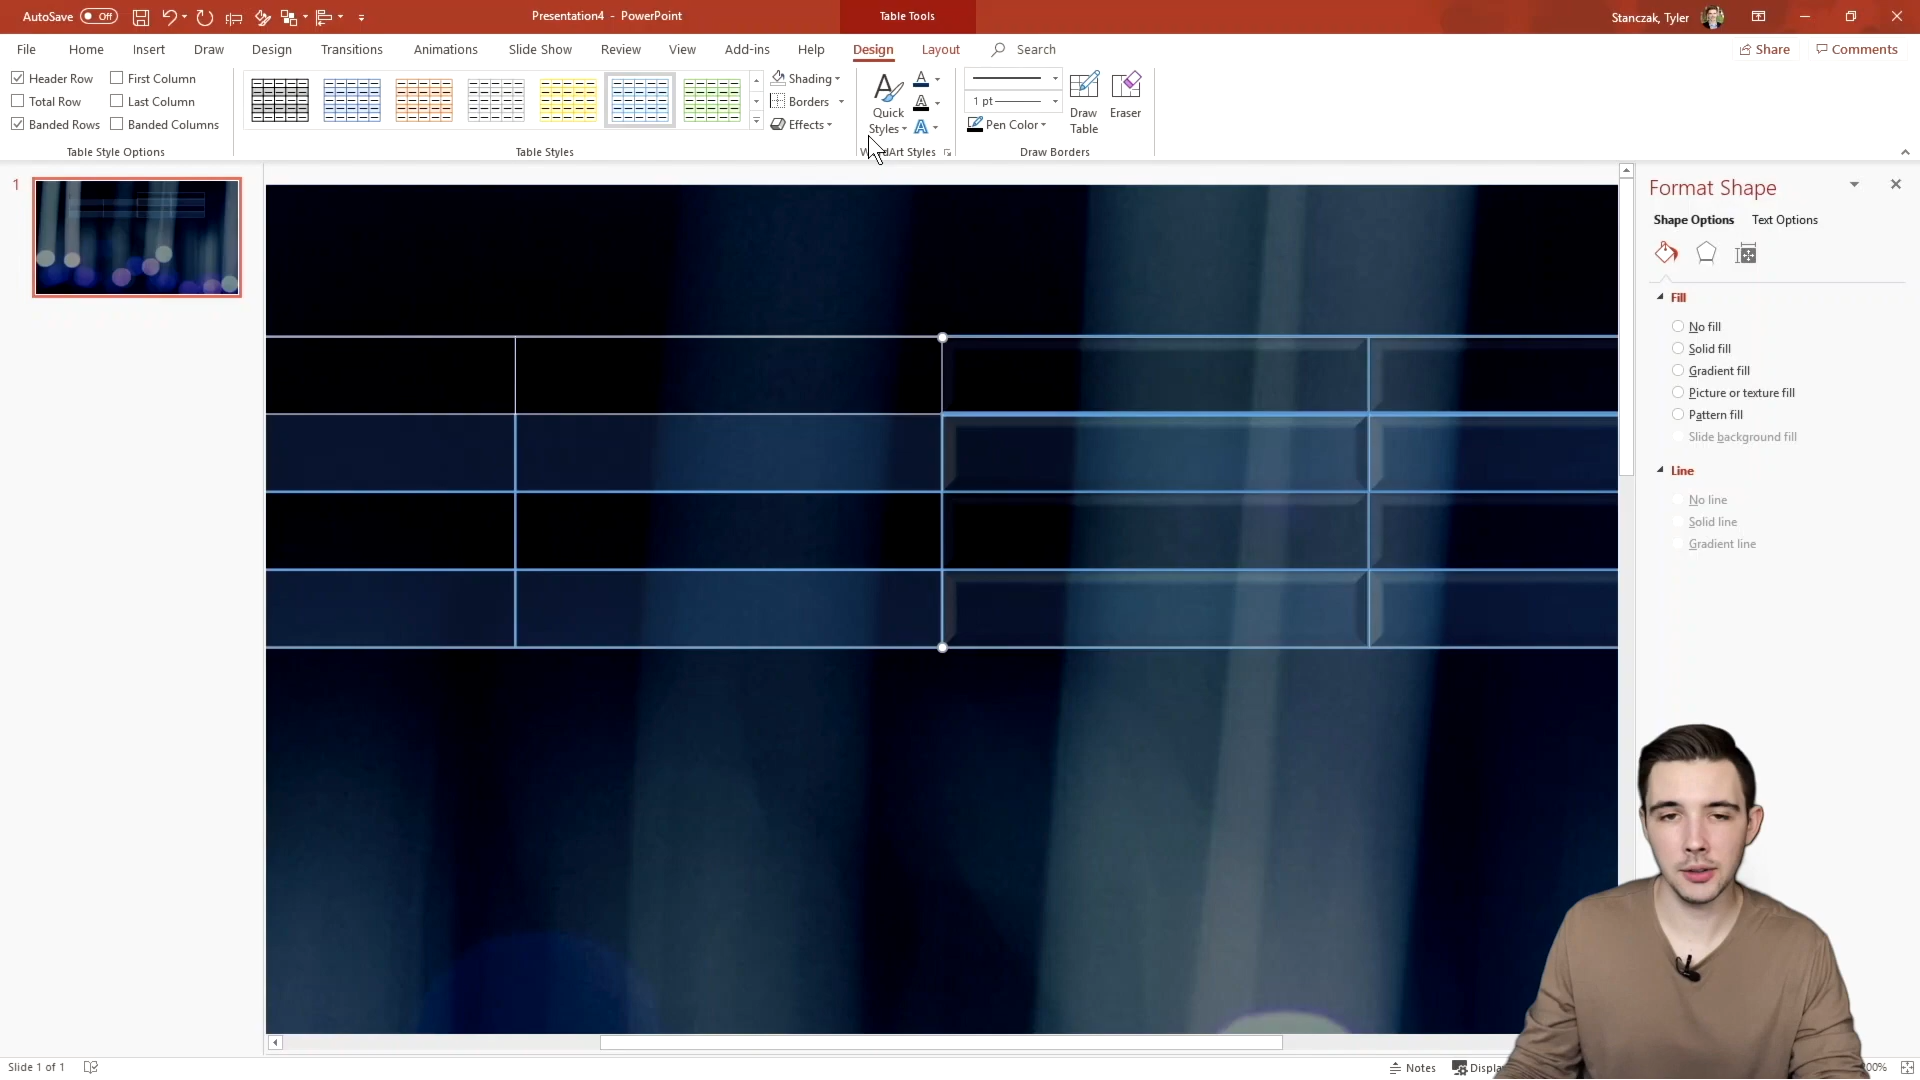 AutoSave Off
Presentation4 - PowerPoint
Table Tools
Stanczak, Tyler
File Home Insert Draw Design Transitions Animations Slide Show Review View Add-ins Help Design Layout Search
Share Comments
Header Row First Column
Total Row Last Column
Banded Rows Banded Columns
Table Style Options
Table Styles
Shading
Borders
Effects
Quick
Styles
Styles
1 pt
Pen Color
Draw
Table
Eraser
Draw Borders
1
Format Shape
Shape Options Text Options
Fill
No fill
Solid fill
Gradient fill
Picture or texture fill
Pattern fill
Slide background fill
Line
No line
Solid line
Gradient line
Slide 1 of 1
Notes